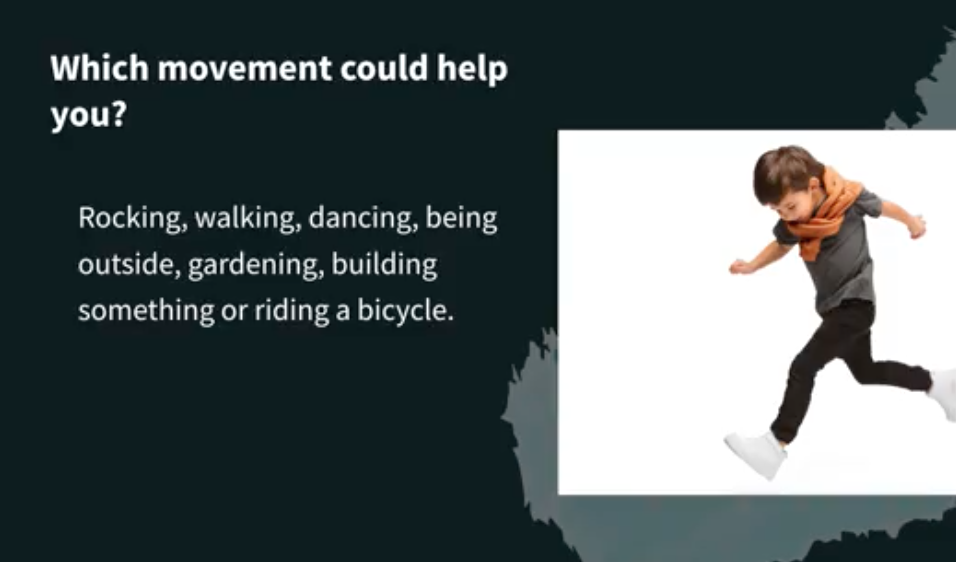 Which movement could help
you?
Rocking, walking, dancing, being
outside, gardening, building
something or riding a bicycle.